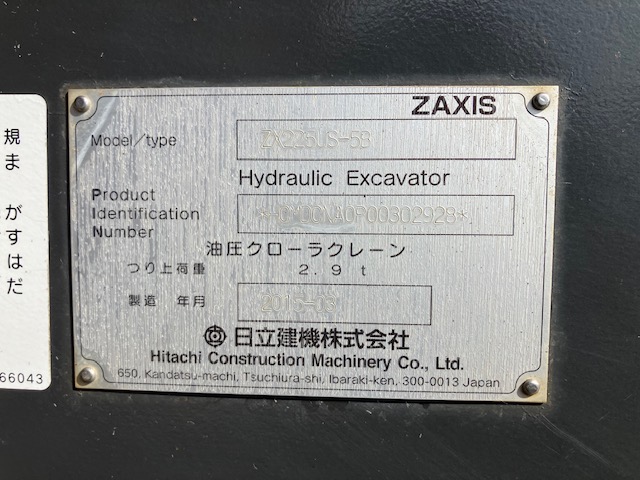 ZAXIS
Model/type ZX225US-5B
Hydraulic Excavator
Product
Identification
Number
油圧クローラクレーン
つり上荷重 2.9 t
製造 年月
日立建機株式会社
Hitachi Construction Machinery Co., Ltd.
650, Kandatsu-machi, Tsuchiura-shi, Ibaraki-ken, 300-0013 Japan
規
ま
がすはだ
66043